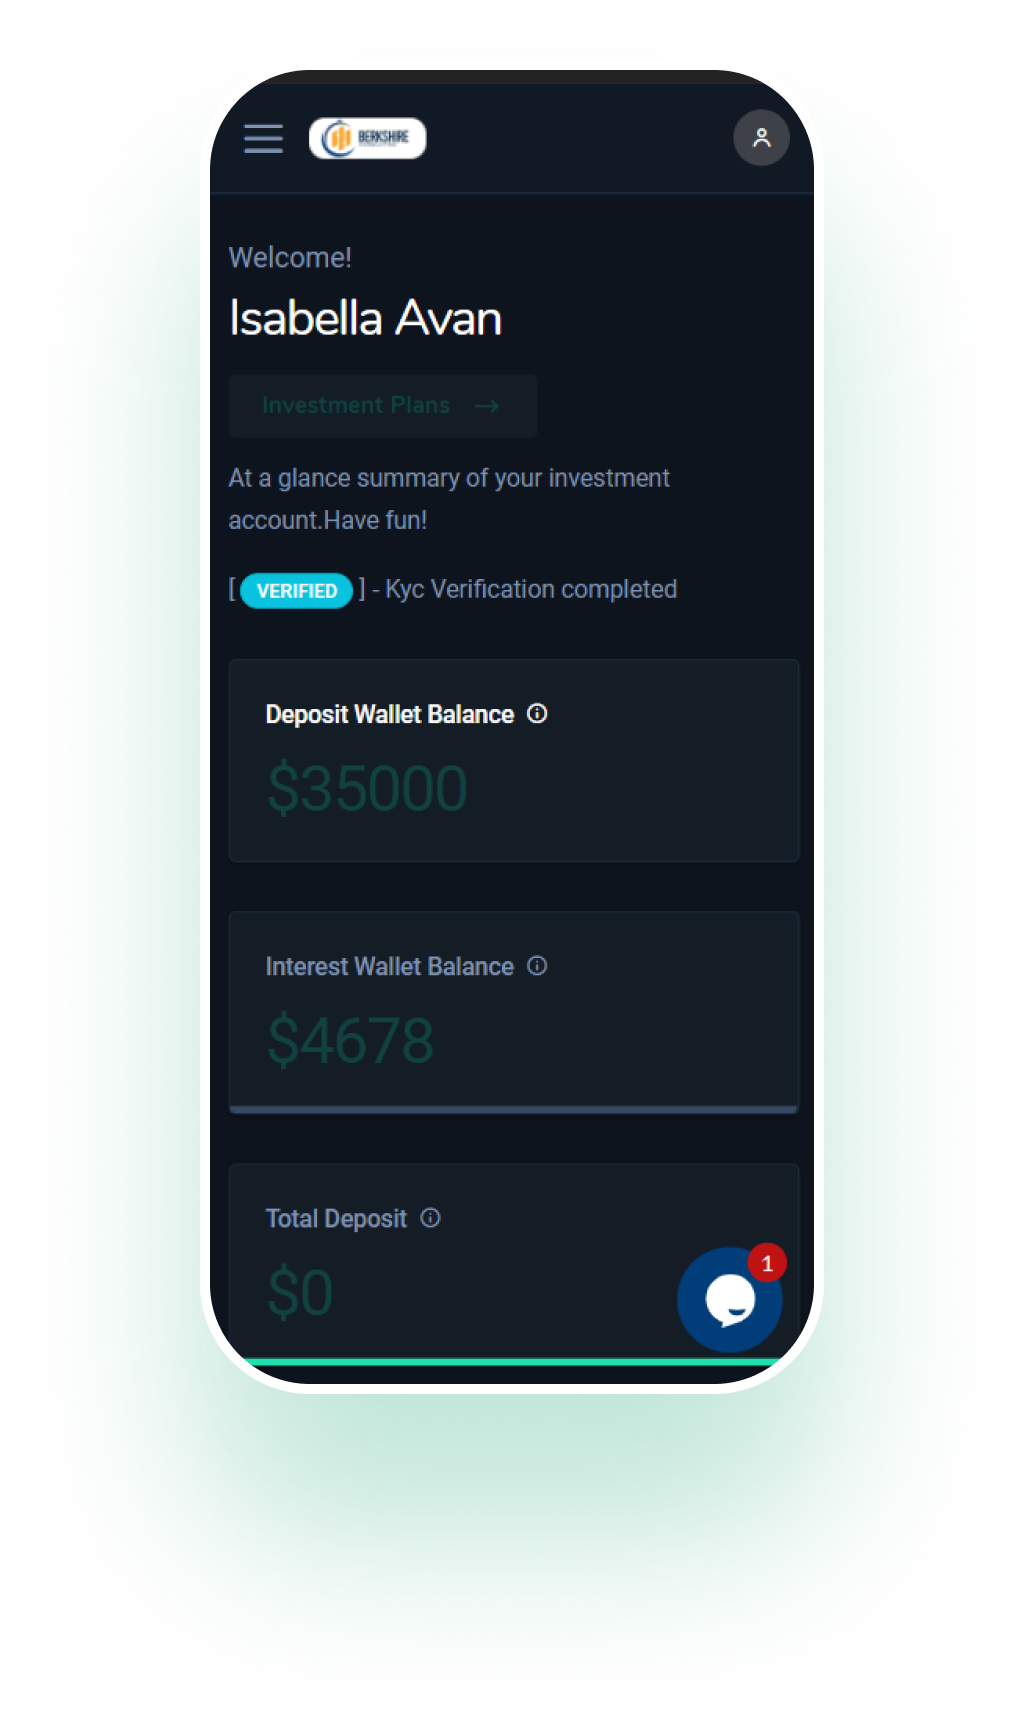 BERKSHIRE
Welcome!
Isabella Avan
Investment Plans →
At a glance summary of your investment
account.Have fun!
[ VERIFIED ] - Kyc Verification completed
Deposit Wallet Balance
$35000
Interest Wallet Balance
$4678
Total Deposit
$0
1